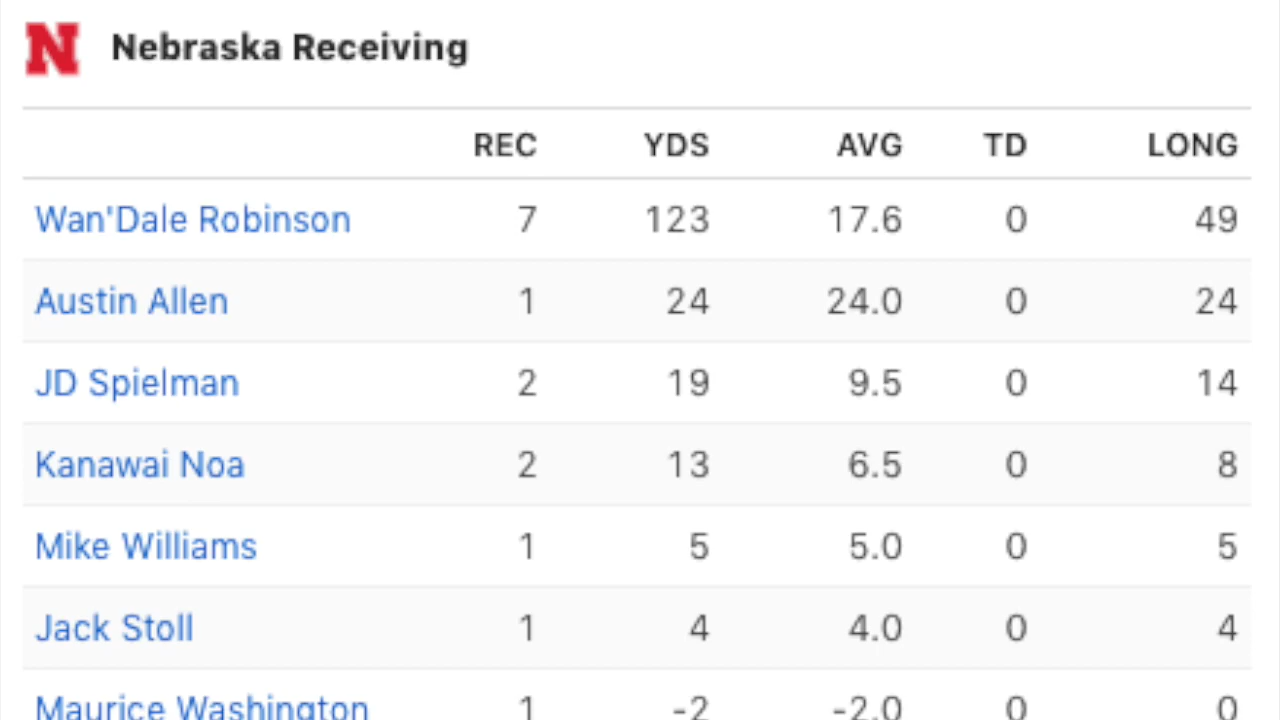 N Nebraska Receiving
REC YDS AVG TD LONG
Wan'Dale Robinson 7 123 17.6 0 49
Austin Allen 1 24 24.0 0 24
JD Spielman 2 19 9.5 0 14
Kanawai Noa 2 13 6.5 0 8
Mike Williams 1 5 5.0 0 5
Jack Stoll 1 4 4.0 0 4
Maurice Washington 1 -2 -2.0 0 0